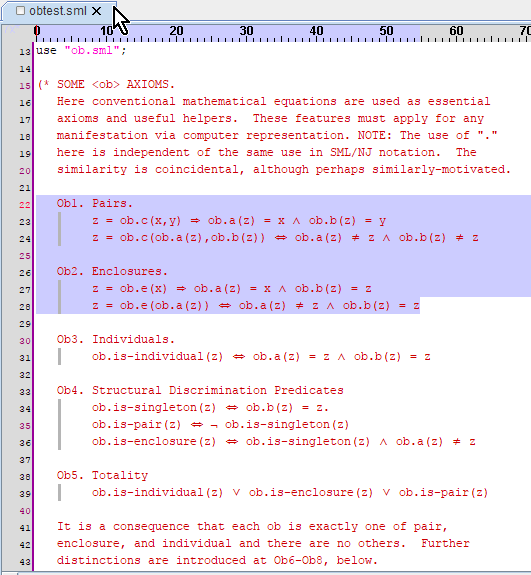 obtest.sml ×
0 10 20 30 40 50 60 70
13 use "ob.sml";
14
15 (* SOME <ob> AXIOMS.
16 Here conventional mathematical equations are used as essential
17 axioms and useful helpers. These features must apply for any
18 manifestation via computer representation. NOTE: The use of "."
19 here is independent of the same use in SML/NJ notation. The
20 similarity is coincidental, although perhaps similarly-motivated.
21
22 Ob1. Pairs.
23 z = ob.c(x,y) ⇒ ob.a(z) = x ∧ ob.b(z) = y
24 z = ob.c(ob.a(z),ob.b(z)) ⇔ ob.a(z) ≠ z ∧ ob.b(z) ≠ z
25
26 Ob2. Enclosures.
27 z = ob.e(x) ⇒ ob.a(z) = x ∧ ob.b(z) = z
28 z = ob.e(ob.a(z)) ⇔ ob.a(z) ≠ z ∧ ob.b(z) = z
29
30 Ob3. Individuals.
31 ob.is-individual(z) ⇔ ob.a(z) = z ∧ ob.b(z) = z
32
33 Ob4. Structural Discrimination Predicates
34 ob.is-singleton(z) ⇔ ob.b(z) = z.
35 ob.is-pair(z) ⇔ ¬ ob.is-singleton(z)
36 ob.is-enclosure(z) ⇔ ob.is-singleton(z) ∧ ob.a(z) ≠ z
37
38 Ob5. Totality
39 ob.is-individual(z) ∨ ob.is-enclosure(z) ∨ ob.is-pair(z)
40
41 It is a consequence that each ob is exactly one of pair,
42 enclosure, and individual and there are no others. Further
43 distinctions are introduced at Ob6-Ob8, below.